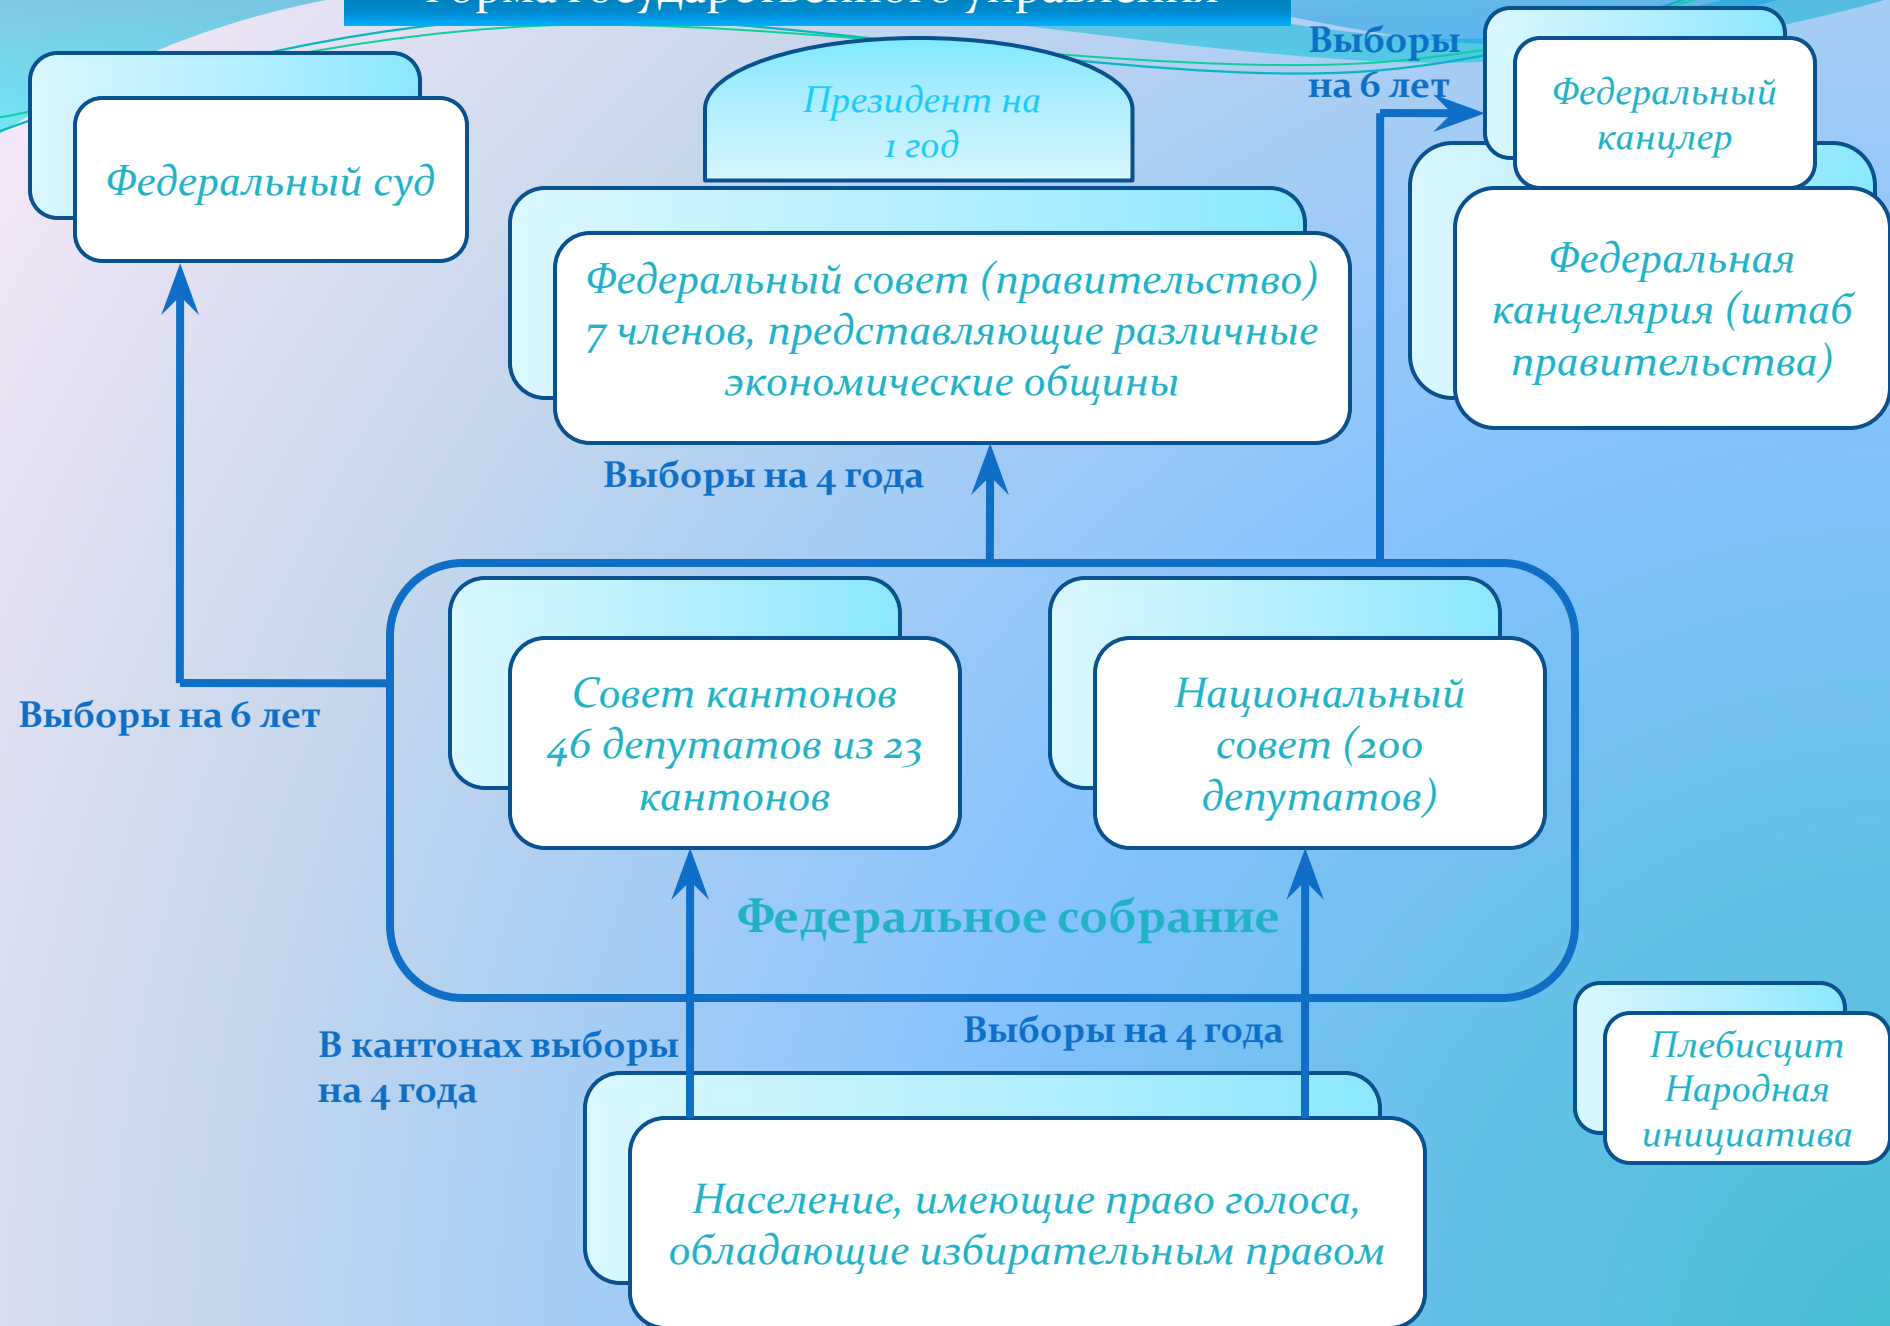 Форма государственного управления
Выборы
на 6 лет
Федеральный
канцлер
Президент на
1 год
Федеральный суд
Федеральный совет (правительство)
7 членов, представляющие различные
экономические общины
Федеральная
канцелярия (штаб
правительства)
Выборы на 4 года
Совет кантонов
46 депутатов из 23
кантонов
Национальный
совет (200
депутатов)
Выборы на 6 лет
Федеральное собрание
В кантонах выборы
на 4 года
Выборы на 4 года
Плебисцит
Народная
инициатива
Население, имеющие право голоса,
обладающие избирательным правом